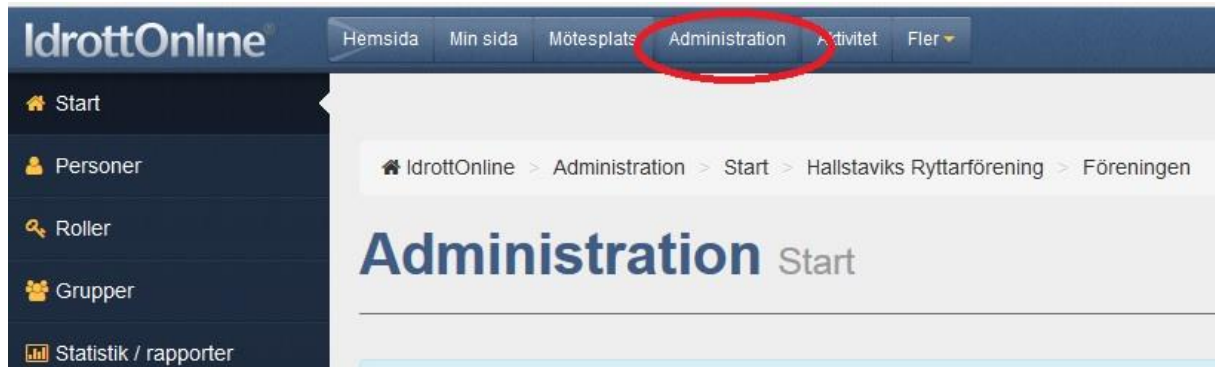 IdrottOnline®
Hemsida Min sida Mötesplats Administration Aktivitet Fler
Start
Personer
IdrottOnline > Administration > Start > Hallstaviks Ryttarförening > Föreningen
Roller
Administration Start
Grupper
Statistik / rapporter